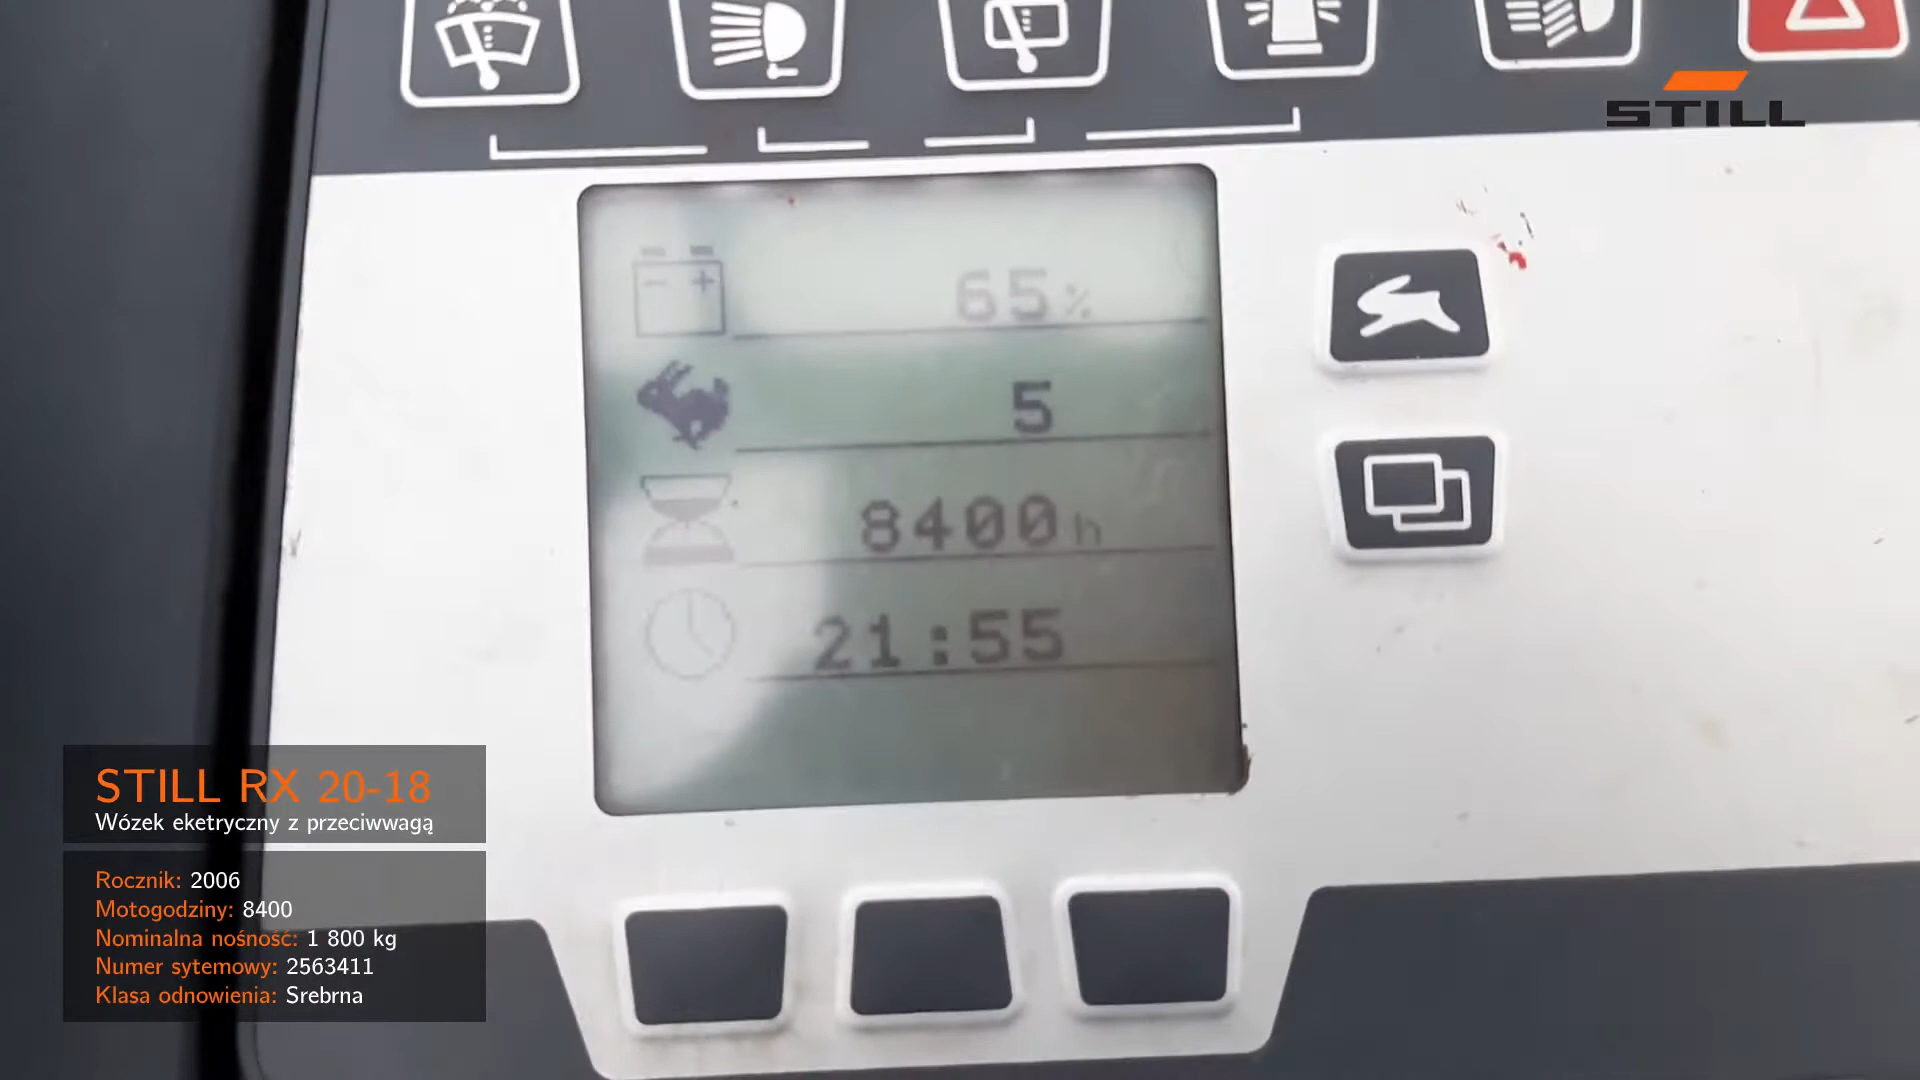 STILL
65%
5
8400h
21:55
STILL RX 20-18
Wózek eketryczny z przeciwwagą
Rocznik: 2006
Motogodziny: 8400
Nominalna nośność: 1 800 kg
Numer sytemowy: 2563411
Klasa odnowienia: Srebrna